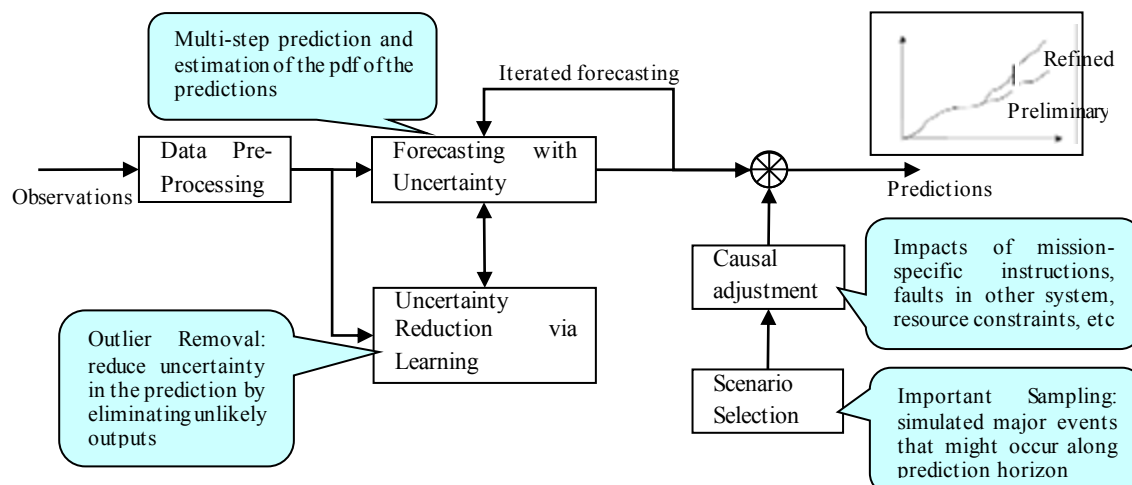 Multi-step prediction and
estimation of the pdf of the
predictions
Iterated forecasting
Refined
Preliminary
Data Pre-
Processing
Forecasting with
Uncertainty
Observations
Predictions
Causal
adjustment
Impacts of mission-
specific instructions,
faults in other system,
resource constraints, etc
Uncertainty
Reduction via
Learning
Outlier Removal:
reduce uncertainty
in the prediction by
eliminating unlikely
outputs
Scenario
Selection
Important Sampling:
simulated major events
that might occur along
prediction horizon